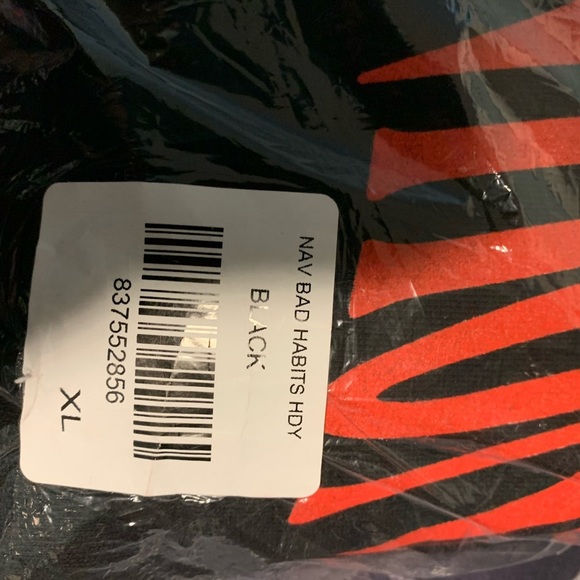 NAV BAD HABITS HDY
BLACK
837552856
XL